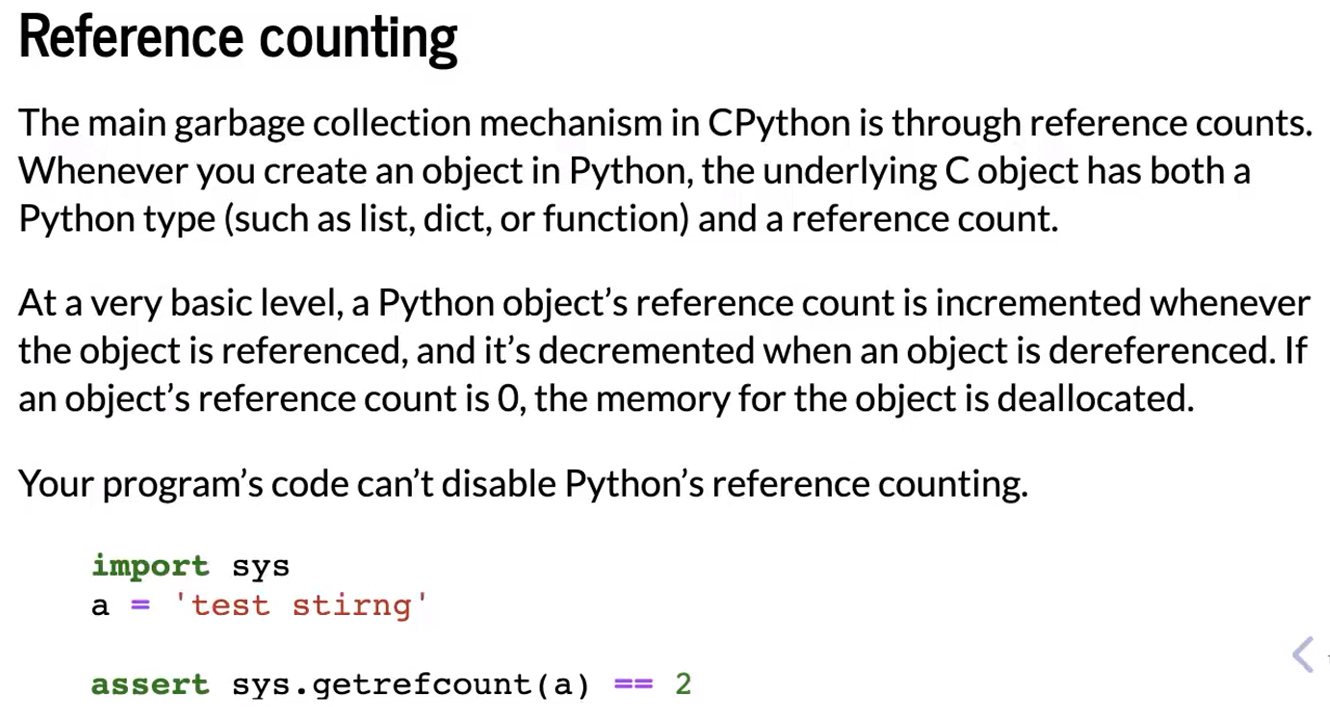 Reference counting
The main garbage collection mechanism in CPython is through reference counts.
Whenever you create an object in Python, the underlying C object has both a
Python type (such as list, dict, or function) and a reference count.
At a very basic level, a Python object’s reference count is incremented whenever
the object is referenced, and it’s decremented when an object is dereferenced. If
an object’s reference count is 0, the memory for the object is deallocated.
Your program’s code can’t disable Python’s reference counting.
import sys
a = 'test stirng'
assert sys.getrefcount(a) == 2